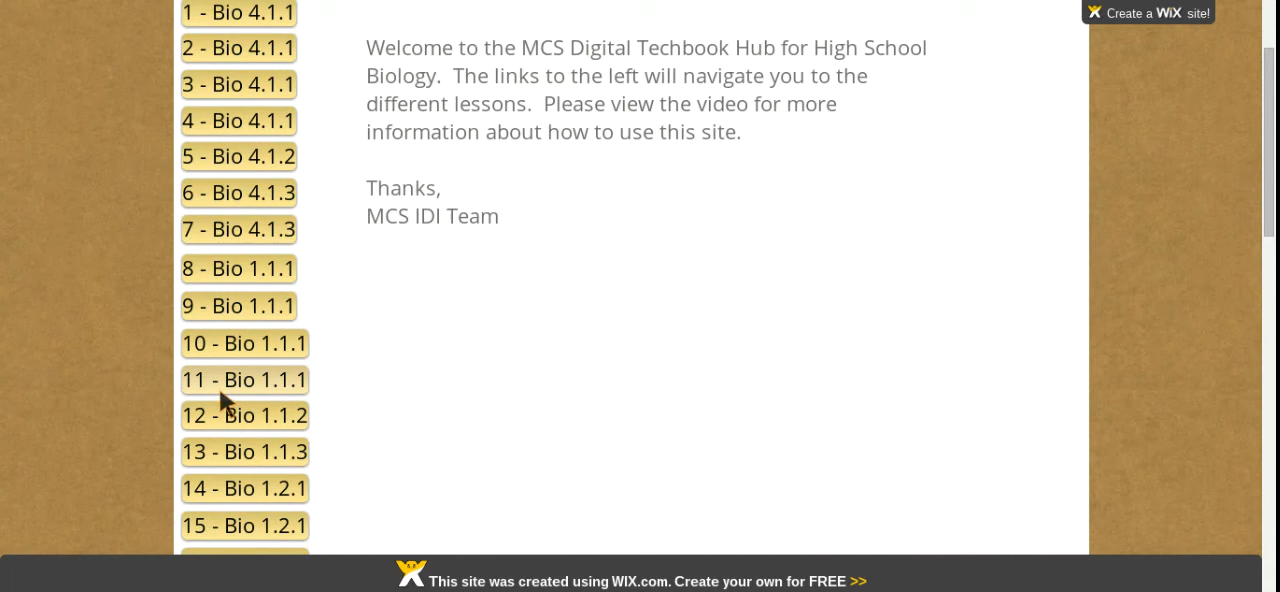 1 - Bio 4.1.1
2 - Bio 4.1.1
3 - Bio 4.1.1
4 - Bio 4.1.1
5 - Bio 4.1.2
6 - Bio 4.1.3
7 - Bio 4.1.3
8 - Bio 1.1.1
9 - Bio 1.1.1
10 - Bio 1.1.1
11 - Bio 1.1.1
12 - Bio 1.1.2
13 - Bio 1.1.3
14 - Bio 1.2.1
15 - Bio 1.2.1
Welcome to the MCS Digital Techbook Hub for High School
Biology.  The links to the left will navigate you to the
different lessons.  Please view the video for more
information about how to use this site.
Thanks,
MCS IDI Team
Create a WiX site!
This site was created using WIX.com. Create your own for FREE >>